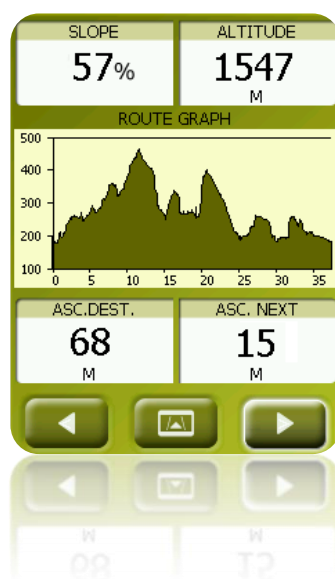 SLOPE ALTITUDE
57% 1547
M
ROUTE GRAPH
500
400
300
200
100
0 5 10 15 20 25 30 35
ASC.DEST. ASC. NEXT
68 15
M M